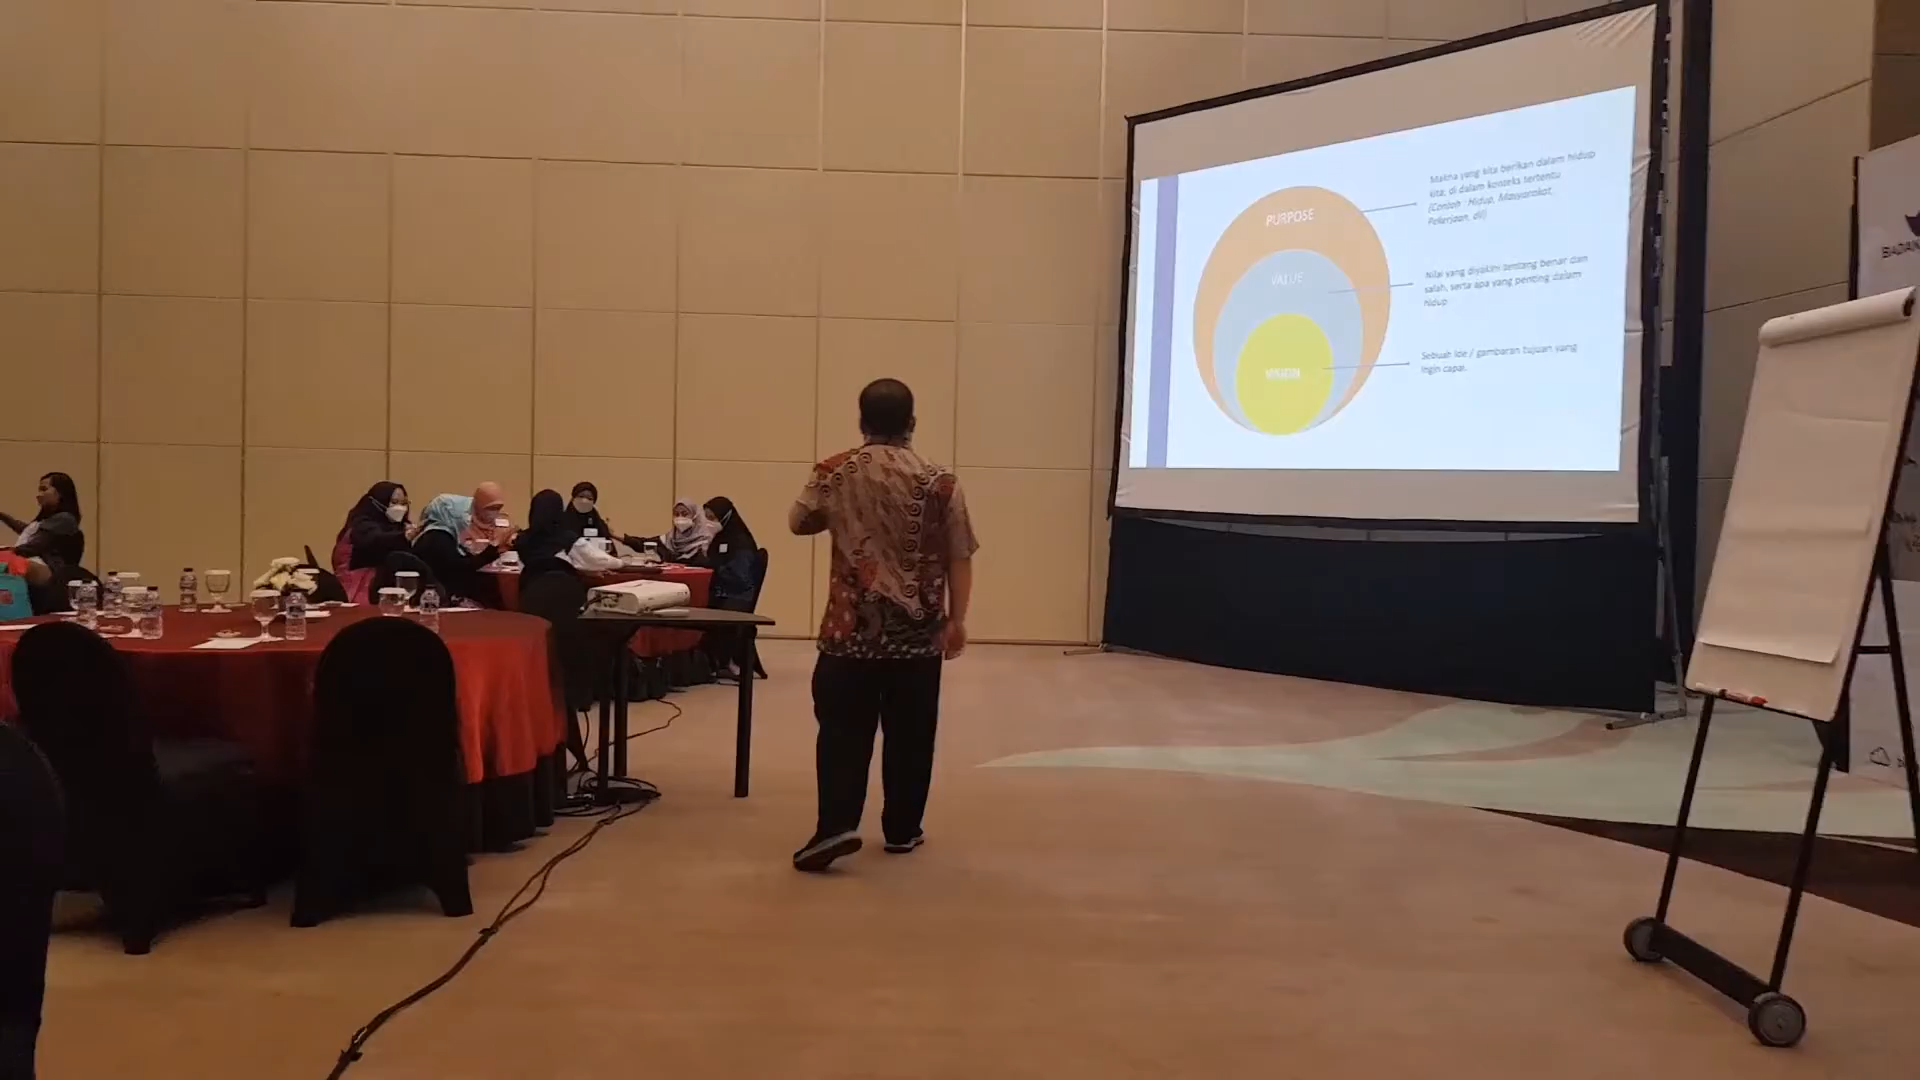 PURPOSE
Makna yang kita berikan dalam hidup
kita, di dalam konteks tertentu
(Contoh : Hidup, Masyarakat,
Pekerjaan, dll)
VALUE
Nilai yang diyakini tentang benar dan
salah, serta apa yang penting dalam
hidup
VISION
Sebuah ide / gambaran tujuan yang
ingin capai.
BADAN